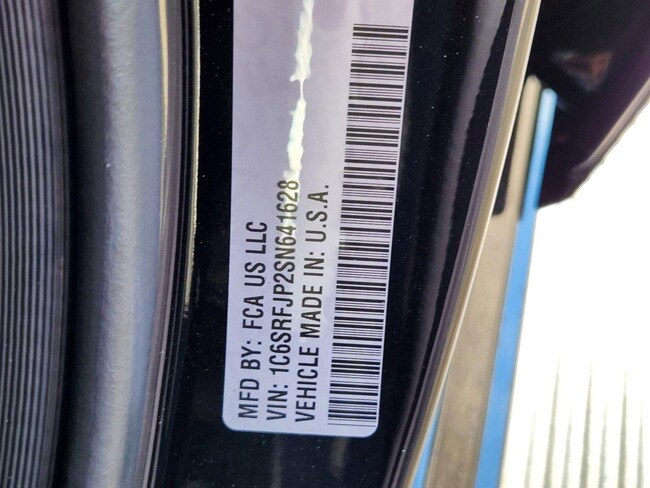 MFD BY: FCA US LLC
VIN: 1C6SRFJP2SN641628
VEHICLE MADE IN: U.S.A.